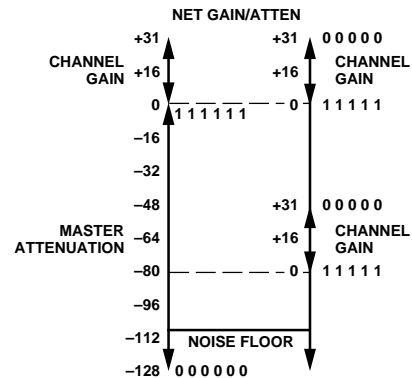 NET GAIN/ATTEN
+31 +31 0 0 0 0 0
CHANNEL GAIN +16 +16 CHANNEL GAIN
0 1 1 1 1 1 1 0 1 1 1 1 1
–16
–32
–48 +31 0 0 0 0 0
MASTER ATTENUATION –64 +16 CHANNEL GAIN
–80 0 1 1 1 1 1
–96
–112 NOISE FLOOR
–128 0 0 0 0 0 0